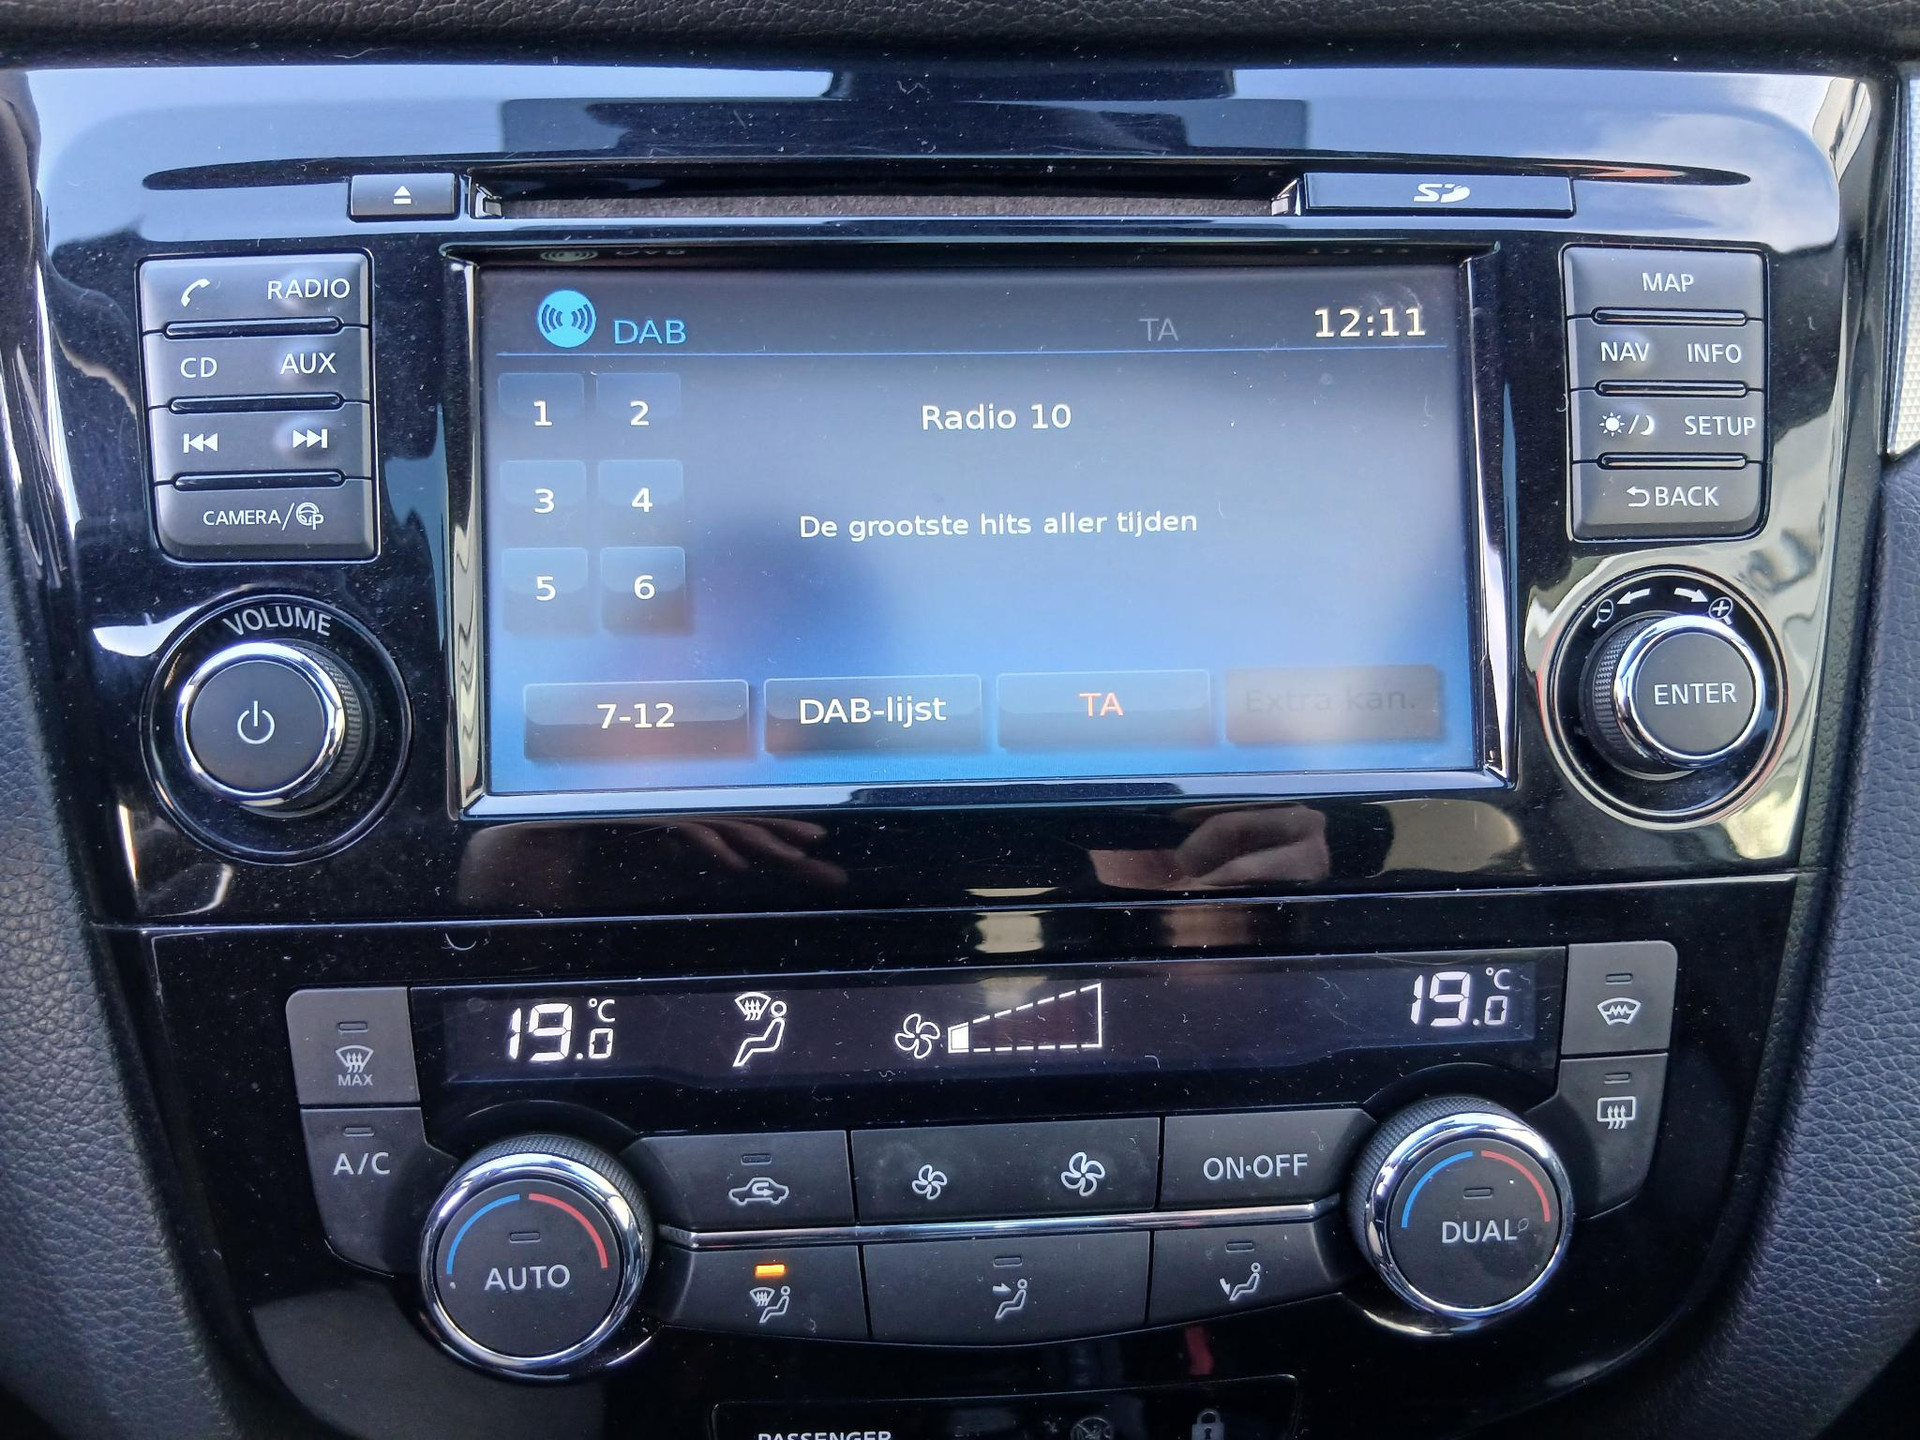 SD
RADIO
CD AUX
CAMERA/P
VOLUME
DAB TA 12:11
1 2
3 4
5 6
Radio 10
De grootste hits aller tijden
7-12 DAB-lijst TA Extra kan.
MAP
NAV INFO
SETUP
BACK
ENTER
19.0 °C
19.0 °C
MAX
A/C
AUTO
ON·OFF
DUAL
PASSENGER